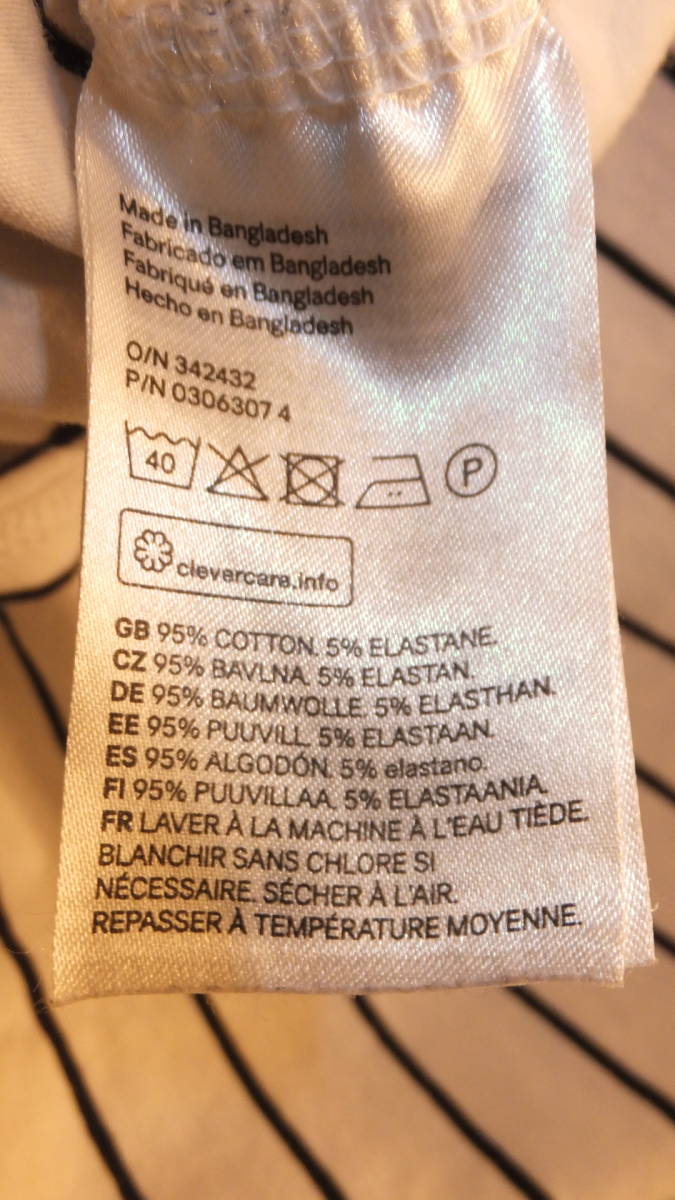 Made in Bangladesh
Fabricado em Bangladesh
Fabriqué en Bangladesh
Hecho en Bangladesh
O/N 342432
P/N 0306307 4
40
P
clevercare.info
GB 95% COTTON. 5% ELASTANE.
CZ 95% BAVLNA. 5% ELASTAN.
DE 95% BAUMWOLLE. 5% ELASTHAN.
EE 95% PUUVILL. 5% ELASTAAN.
ES 95% ALGODÓN. 5% elastano.
FI 95% PUUVILLAA. 5% ELASTAANIA.
FR LAVER À LA MACHINE À L'EAU TIÈDE.
BLANCHIR SANS CHLORE SI
NÉCESSAIRE. SÉCHER À L'AIR.
REPASSER À TEMPÉRATURE MOYENNE.